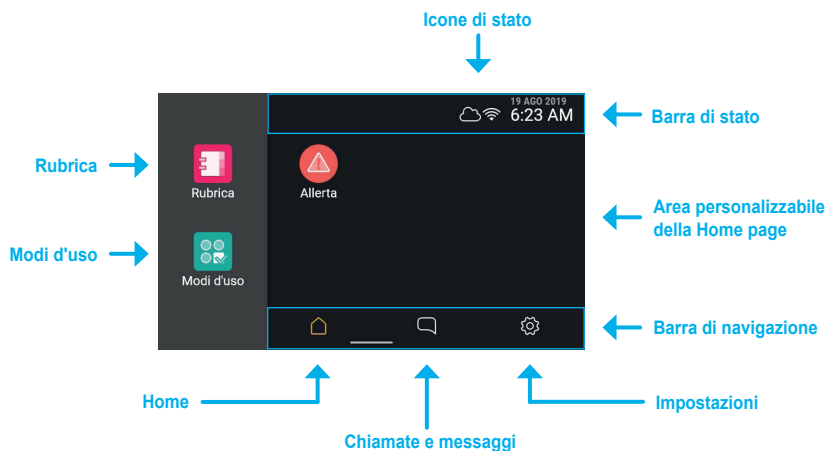 Icone di stato
19 AGO 2019
6:23 AM
Barra di stato
Rubrica
Rubrica
Allerta
Area personalizzabile
della Home page
Modi d'uso
Modi d'uso
Barra di navigazione
Home
Impostazioni
Chiamate e messaggi